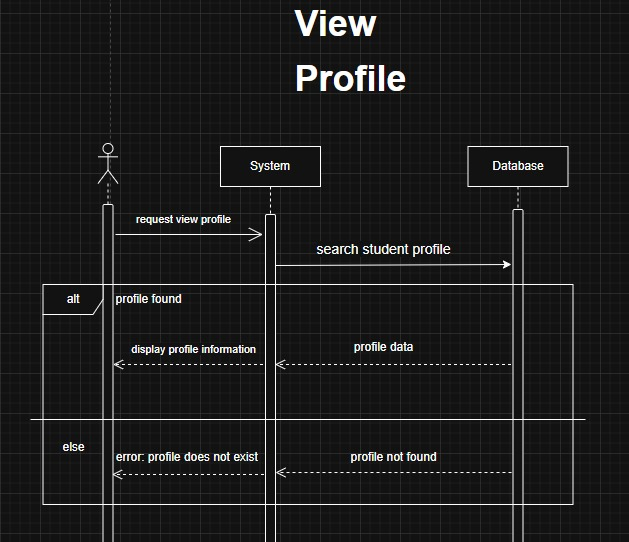 View
Profile
System
Database
request view profile
search student profile
alt
profile found
display profile information
profile data
else
error: profile does not exist
profile not found